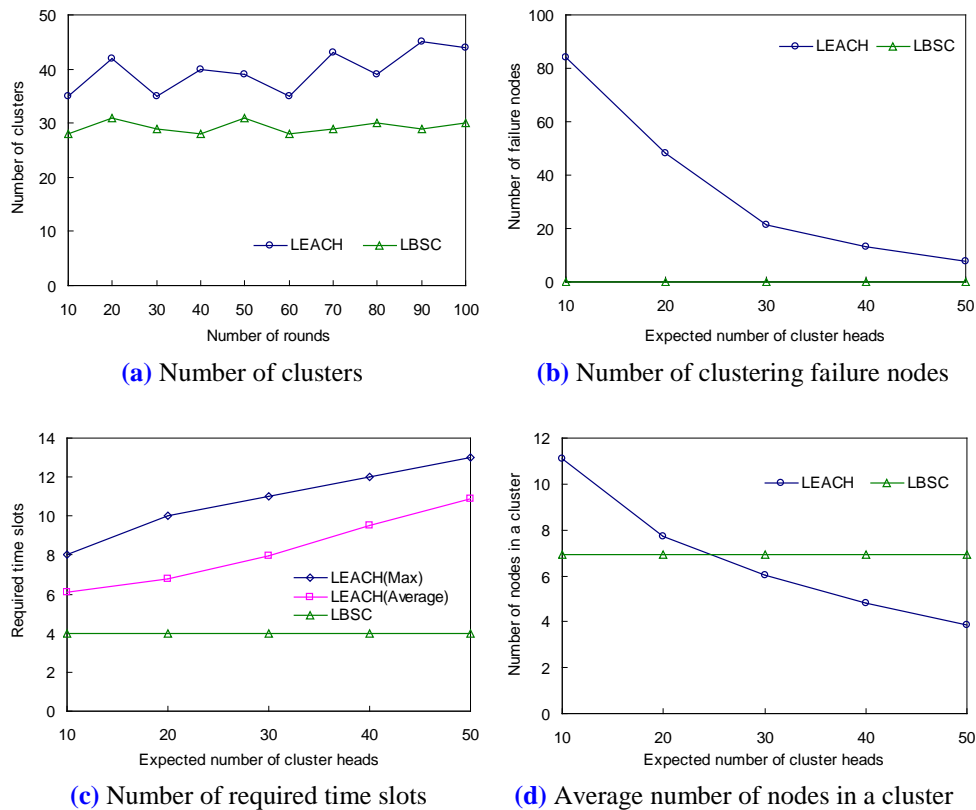 50
40
30
20
10
0
Number of clusters
LEACH
LBSC
10 20 30 40 50 60 70 80 90 100
Number of rounds
(a) Number of clusters
100
80
60
40
20
0
Number of failure nodes
LEACH
LBSC
10 20 30 40 50
Expected number of cluster heads
(b) Number of clustering failure nodes
14
12
10
8
6
4
2
0
Required time slots
LEACH(Max)
LEACH(Average)
LBSC
10 20 30 40 50
Expected number of cluster heads
(c) Number of required time slots
12
10
8
6
4
2
0
Number of nodes in a cluster
LEACH
LBSC
10 20 30 40 50
Expected number of cluster heads
(d) Average number of nodes in a cluster